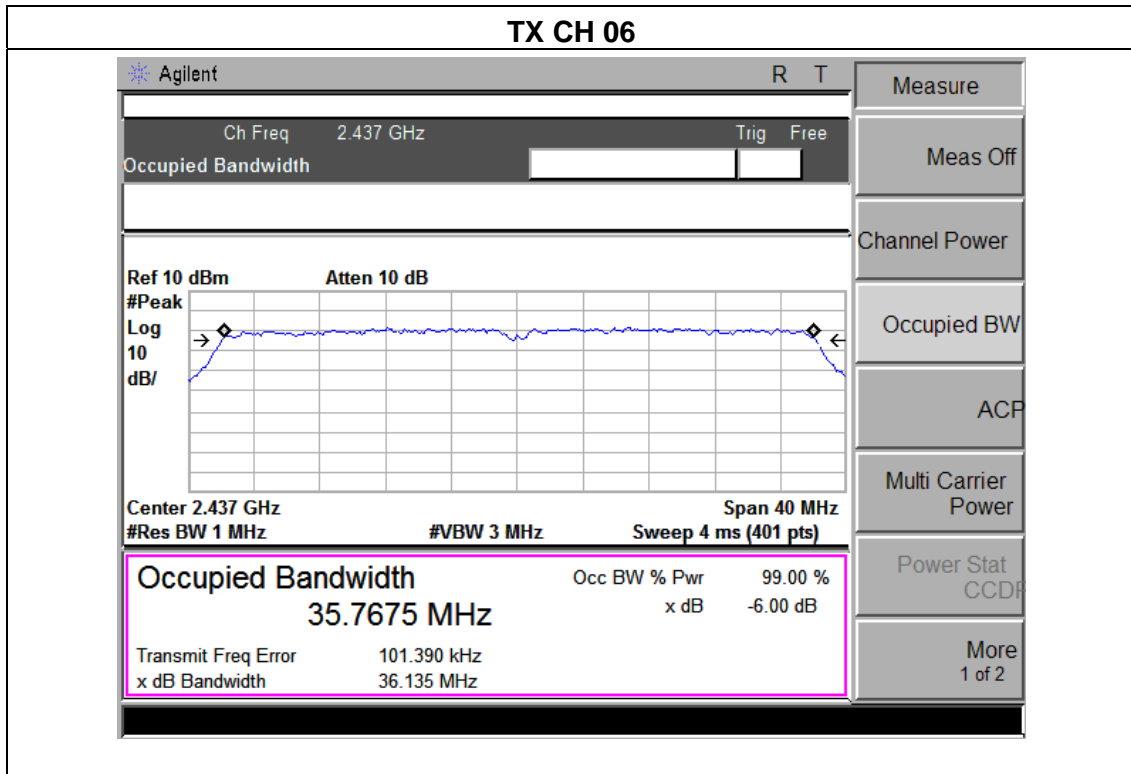 TX CH 06
Agilent R T
Measure
Ch Freq 2.437 GHz Trig Free
Occupied Bandwidth
Meas Off
Channel Power
Ref 10 dBm Atten 10 dB
#Peak
Log
10
dB/
Occupied BW
ACP
Multi Carrier
Power
Center 2.437 GHz Span 40 MHz
#Res BW 1 MHz #VBW 3 MHz Sweep 4 ms (401 pts)
Occupied Bandwidth Occ BW % Pwr 99.00 %
35.7675 MHz x dB -6.00 dB
Power Stat
CCDF
Transmit Freq Error 101.390 kHz
x dB Bandwidth 36.135 MHz
More
1 of 2